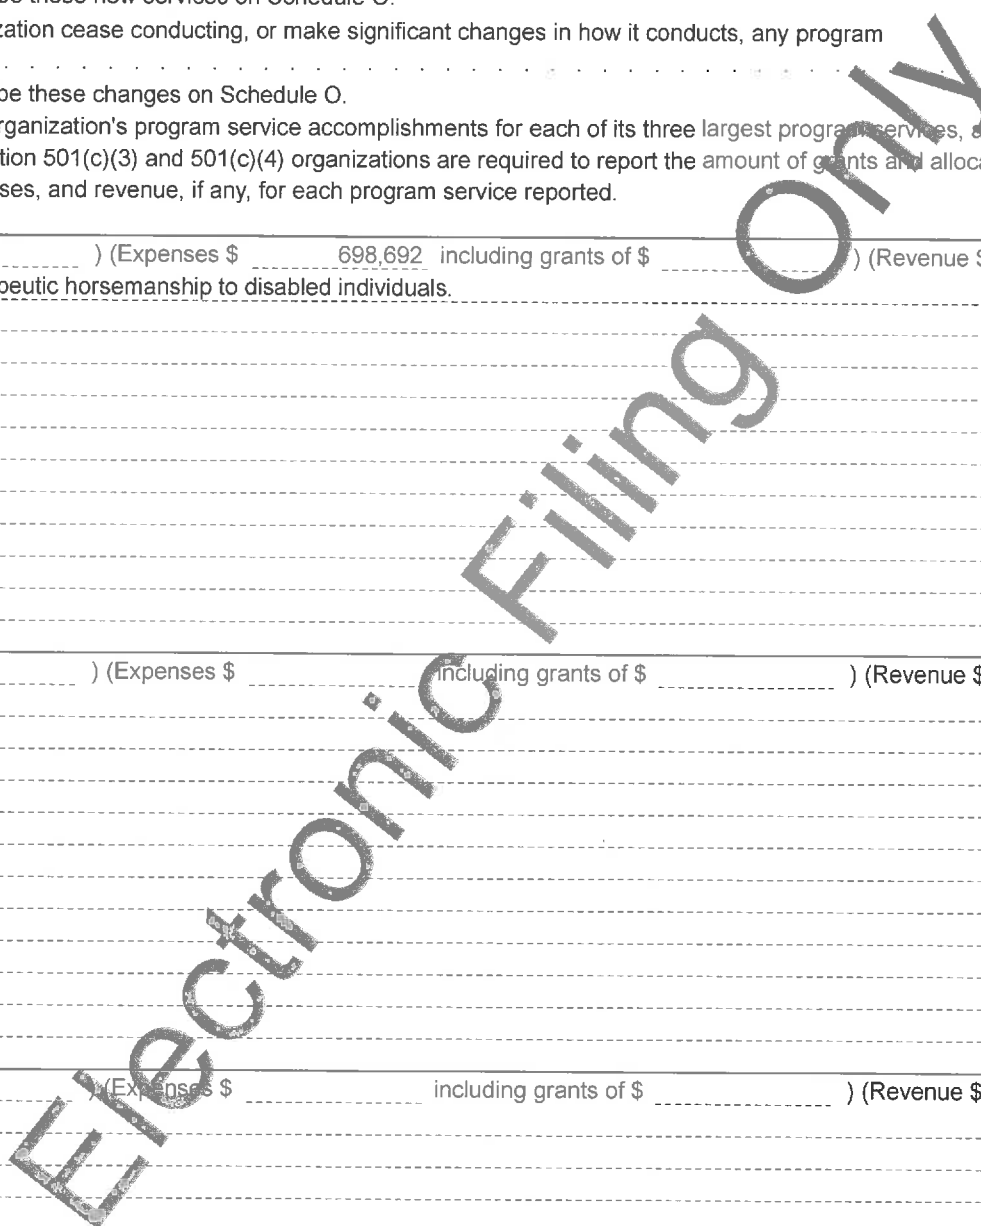 zation cease conducting, or make significant changes in how it conducts, any program
be these changes on Schedule O.
rganization's program service accomplishments for each of its three largest program services, a
tion 501(c)(3) and 501(c)(4) organizations are required to report the amount of grants and alloca
ses, and revenue, if any, for each program service reported.
) (Expenses $ 698,692 including grants of $ ) (Revenue $
peutic horsemanship to disabled individuals.
) (Expenses $ including grants of $ ) (Revenue $
) (Expenses $ including grants of $ ) (Revenue $
Electronic Filing Only